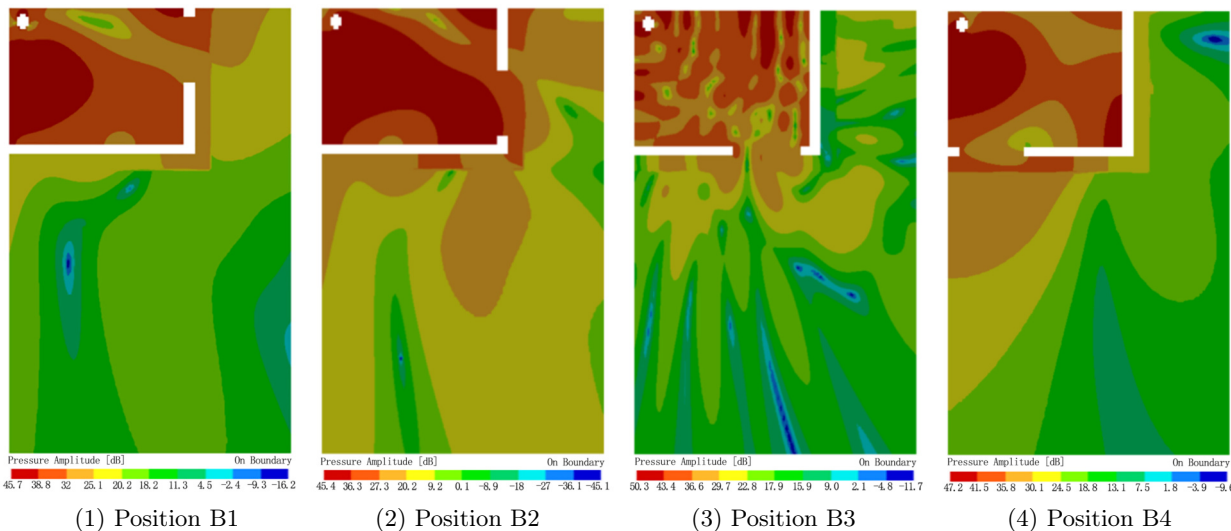 Pressure Amplitude [dB] On Boundary
45.7 38.8 32 25.1 20.2 18.2 11.3 4.5 -2.4 -9.3 -16.2
(1) Position B1
Pressure Amplitude [dB] On Boundary
45.4 36.3 27.3 20.2 9.2 0.1 -8.9 -18 -27 -36.1 -45.1
(2) Position B2
Pressure Amplitude [dB] On Boundary
50.3 43.4 36.6 29.7 22.8 17.9 15.9 9.0 2.1 -4.8 -11.7
(3) Position B3
Pressure Amplitude [dB] On Boundary
47.2 41.5 35.8 30.1 24.5 18.8 13.1 7.5 1.8 -3.9 -9.6
(4) Position B4